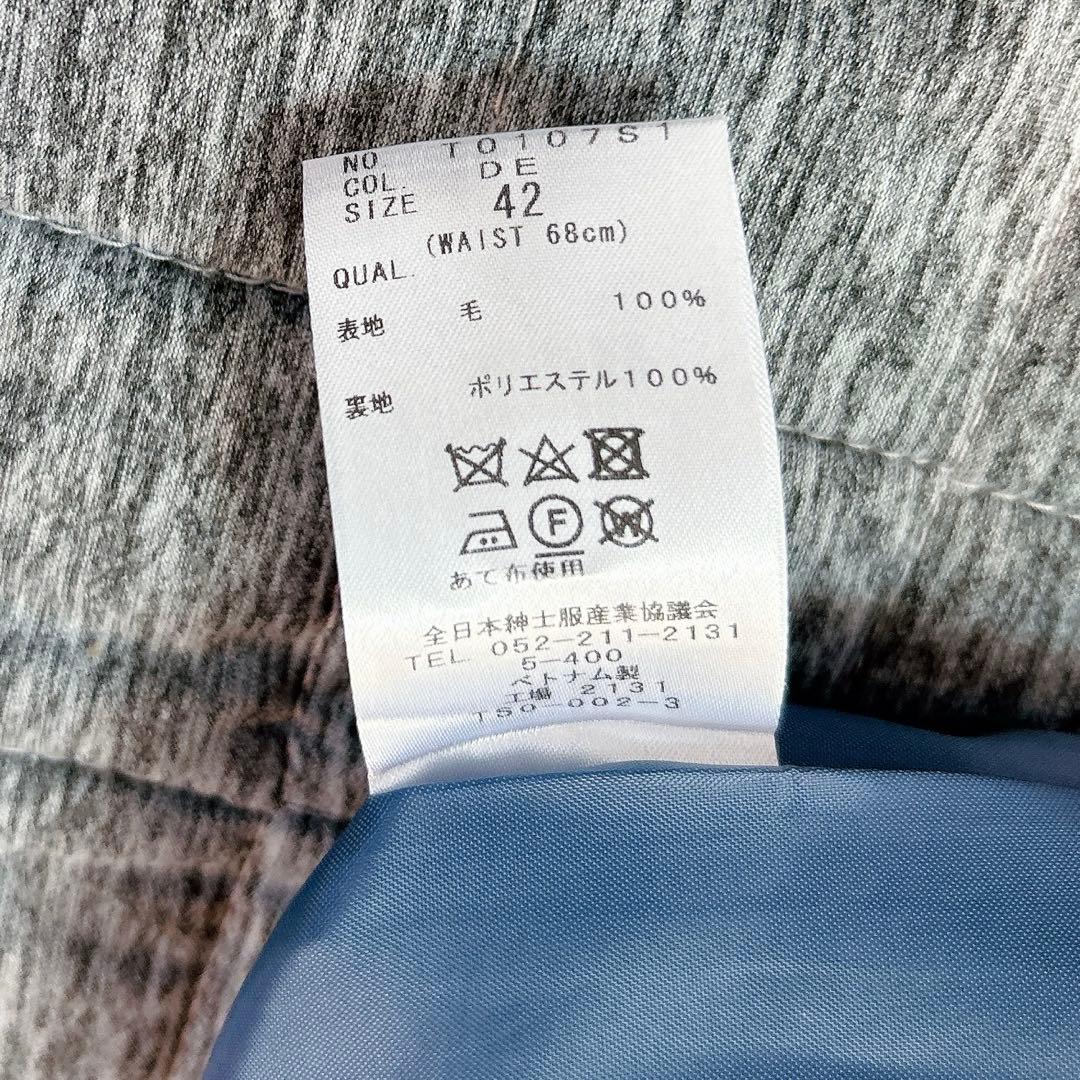 NO T0107S1
COL. DE
SIZE 42
(WAIST 68cm)
QUAL.
表地 毛 100%
裏地 ポリエステル100%
F W
あて布使用
全日本紳士服産業協議会
TEL. 052-211-2131
5-400
ベトナム製
工場 2131
TSO-002-3